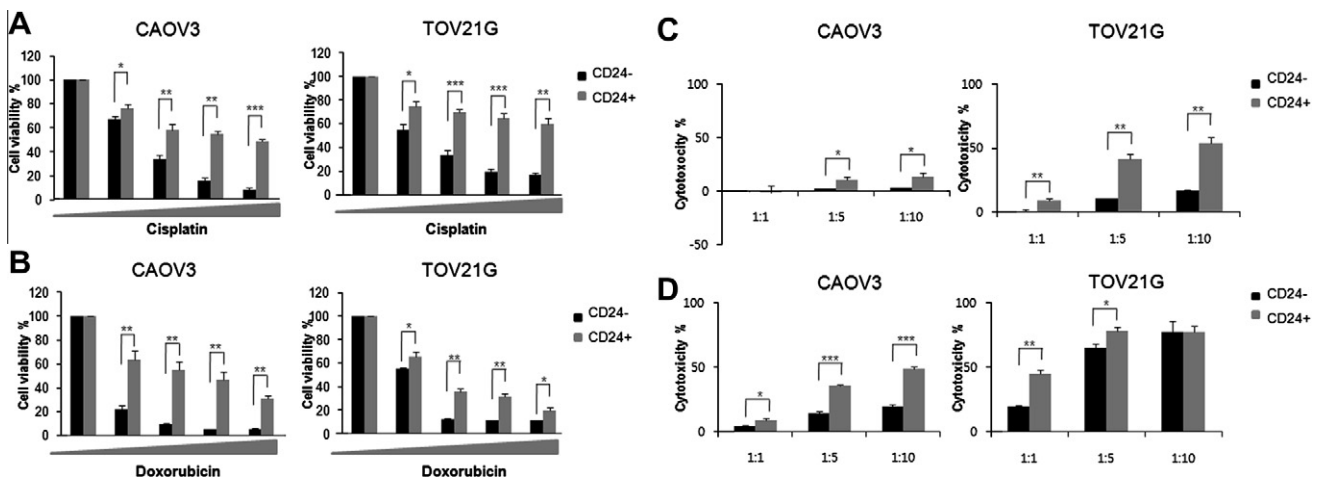 A
CAOV3
Cell viability %
120
100
80
60
40
20
0
*
**
**
***
Cisplatin
TOV21G
Cell viability %
120
100
80
60
40
20
0
*
***
***
**
Cisplatin
CD24-
CD24+
B
CAOV3
Cell viability %
120
100
80
60
40
20
0
**
**
**
**
Doxorubicin
TOV21G
Cell viability %
120
100
80
60
40
20
0
*
**
**
*
Doxorubicin
CD24-
CD24+
C
CAOV3
Cytotoxocity %
100
50
0
-50
*
*
1:1
1:5
1:10
TOV21G
Cytotoxicity %
100
50
0
**
**
**
1:1
1:5
1:10
CD24-
CD24+
D
CAOV3
Cytotoxicity %
100
50
0
*
***
***
1:1
1:5
1:10
TOV21G
Cytotoxicity %
100
50
0
**
*
1:1
1:5
1:10
CD24-
CD24+